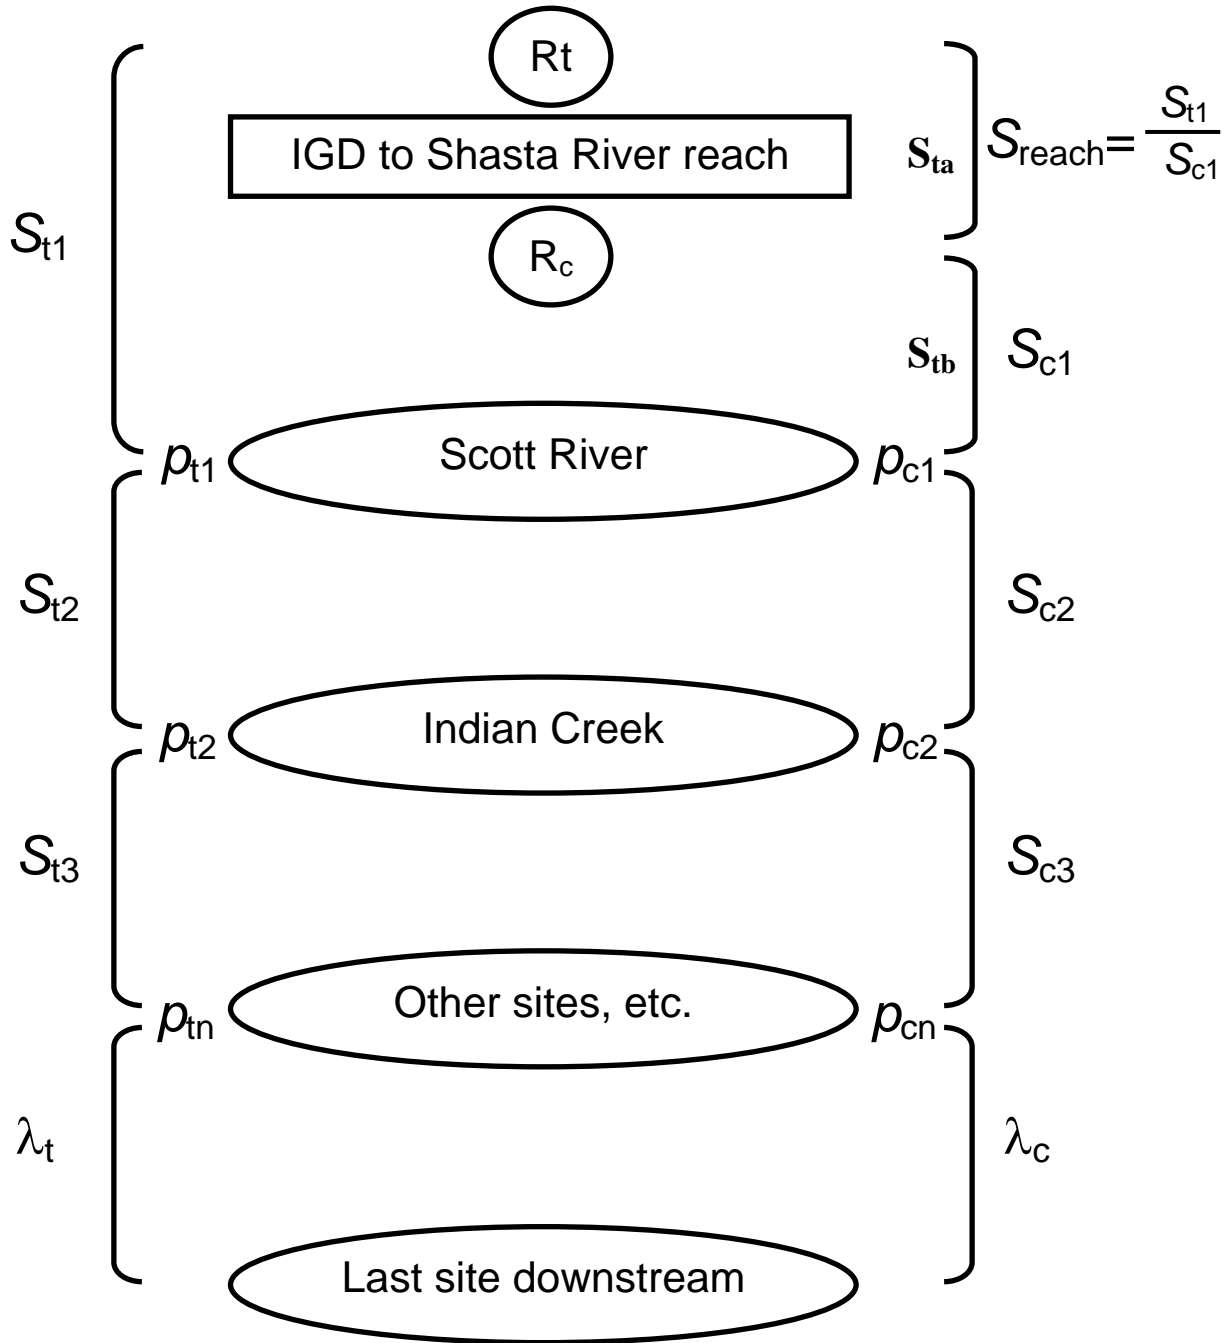 Rt
IGD to Shasta River reach
Sta
Sreach= St1
Sc1
St1
Rc
Stb
Sc1
pt1
Scott River
pc1
St2
Sc2
pt2
Indian Creek
pc2
St3
Sc3
ptn
Other sites, etc.
pcn
λt
λc
Last site downstream